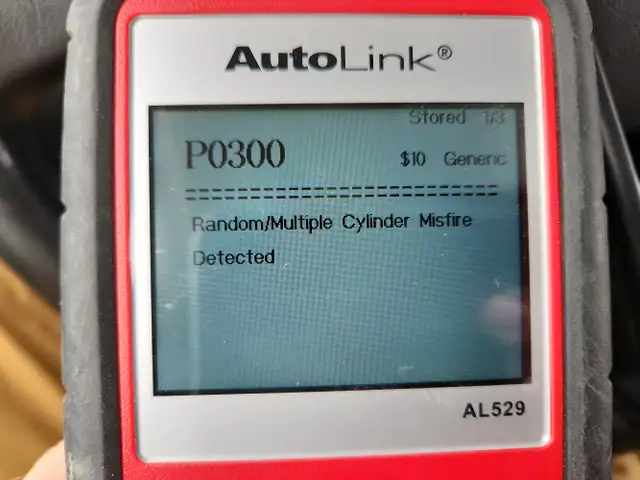 AutoLink®
Stored 1/3
P0300 $10 Generic
==============================
Random/Multiple Cylinder Misfire
Detected
AL529